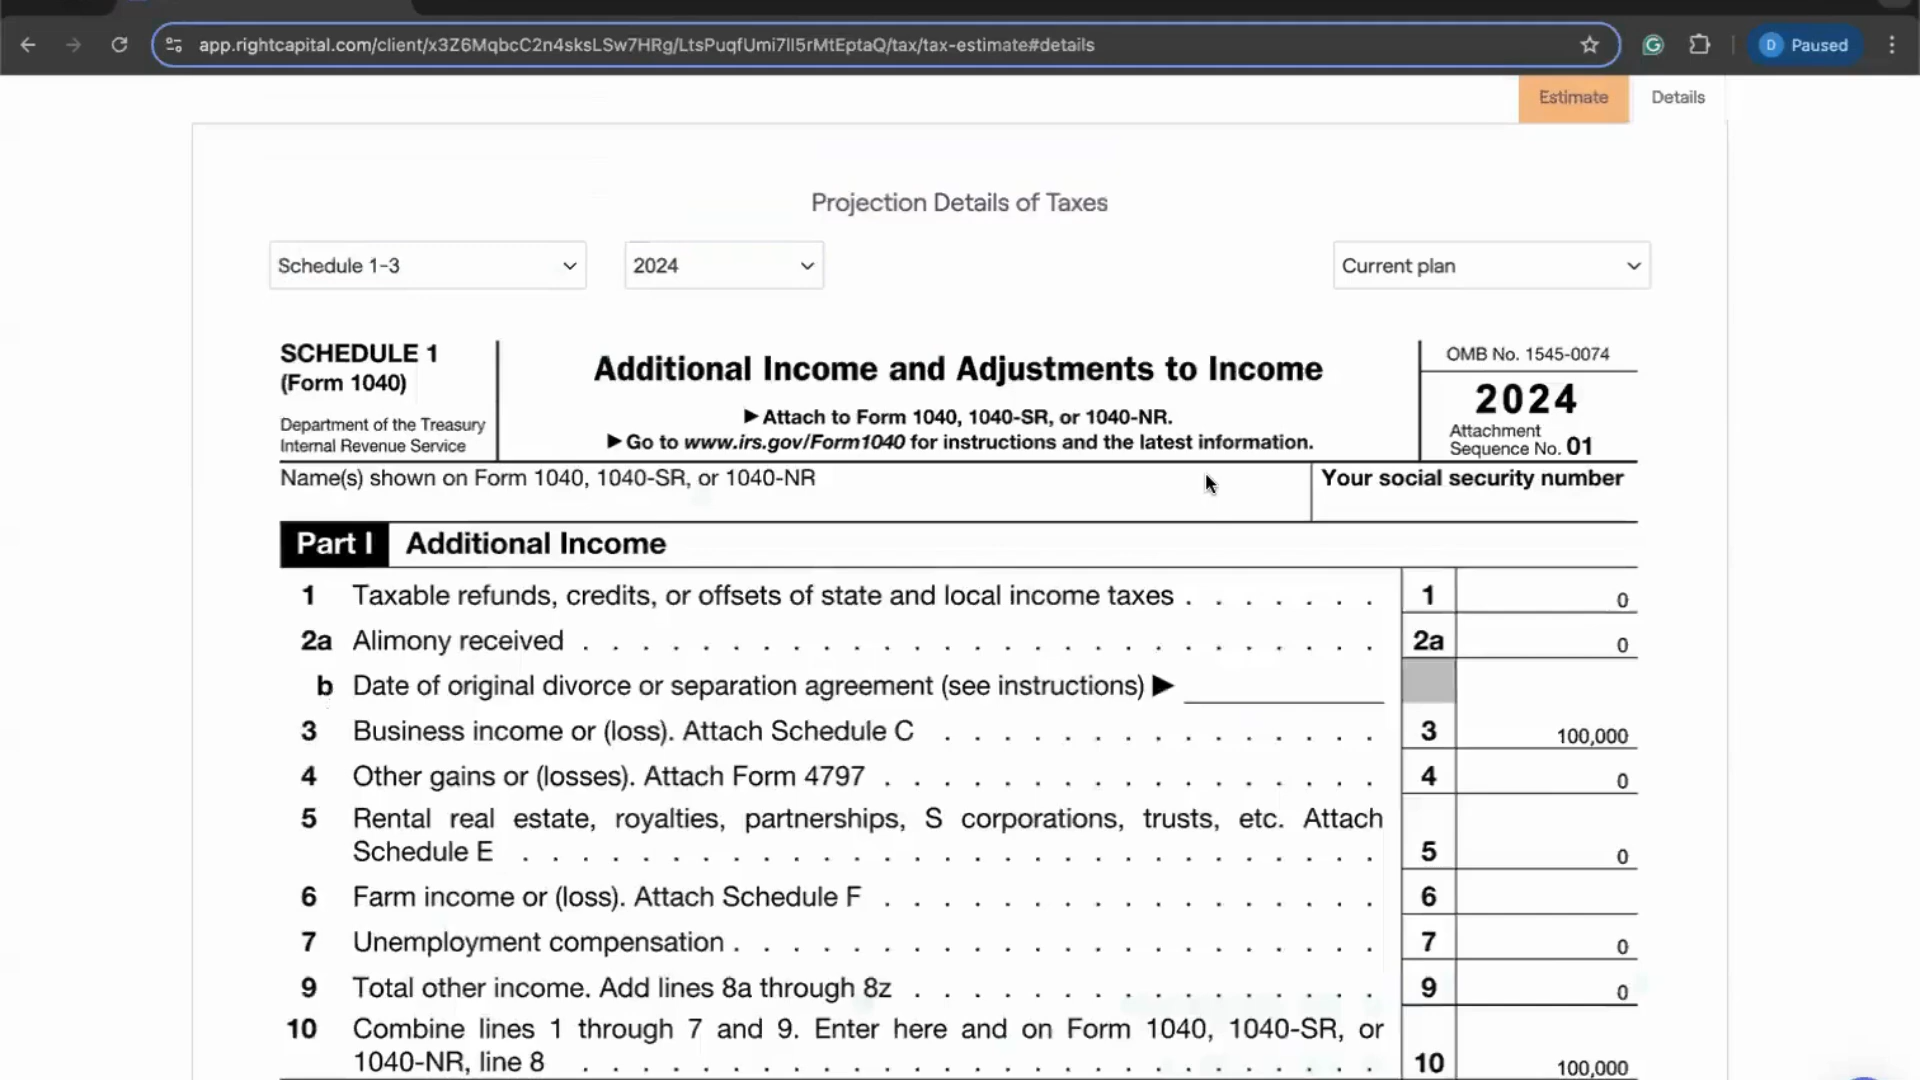 app.rightcapital.com/client/x3Z6MqbcC2n4sksLSw7HRg/LtsPuqfUmi7Il5rMtEptaQ/tax/tax-estimate#details
D Paused
Estimate Details
Projection Details of Taxes
Schedule 1-3 2024 Current plan
SCHEDULE 1
(Form 1040)
Department of the Treasury
Internal Revenue Service
Additional Income and Adjustments to Income
▶ Attach to Form 1040, 1040-SR, or 1040-NR.
▶ Go to www.irs.gov/Form1040 for instructions and the latest information.
OMB No. 1545-0074
2024
Attachment
Sequence No. 01
Name(s) shown on Form 1040, 1040-SR, or 1040-NR
Your social security number
Part I Additional Income
1 Taxable refunds, credits, or offsets of state and local income taxes . . . . . . . 1 0
2a Alimony received . . . . . . . . . . . . . . . . . . . . . . . . . . . 2a 0
b Date of original divorce or separation agreement (see instructions) ▶
3 Business income or (loss). Attach Schedule C . . . . . . . . . . . . . . . 3 100,000
4 Other gains or (losses). Attach Form 4797 . . . . . . . . . . . . . . . . . 4 0
5 Rental real estate, royalties, partnerships, S corporations, trusts, etc. Attach
Schedule E . . . . . . . . . . . . . . . . . . . . . . . . . . . . . 5 0
6 Farm income or (loss). Attach Schedule F . . . . . . . . . . . . . . . . . 6
7 Unemployment compensation . . . . . . . . . . . . . . . . . . . . . . 7 0
9 Total other income. Add lines 8a through 8z . . . . . . . . . . . . . . . . 9 0
10 Combine lines 1 through 7 and 9. Enter here and on Form 1040, 1040-SR, or
1040-NR, line 8 . . . . . . . . . . . . . . . . . . . . . . . . . . . 10 100,000